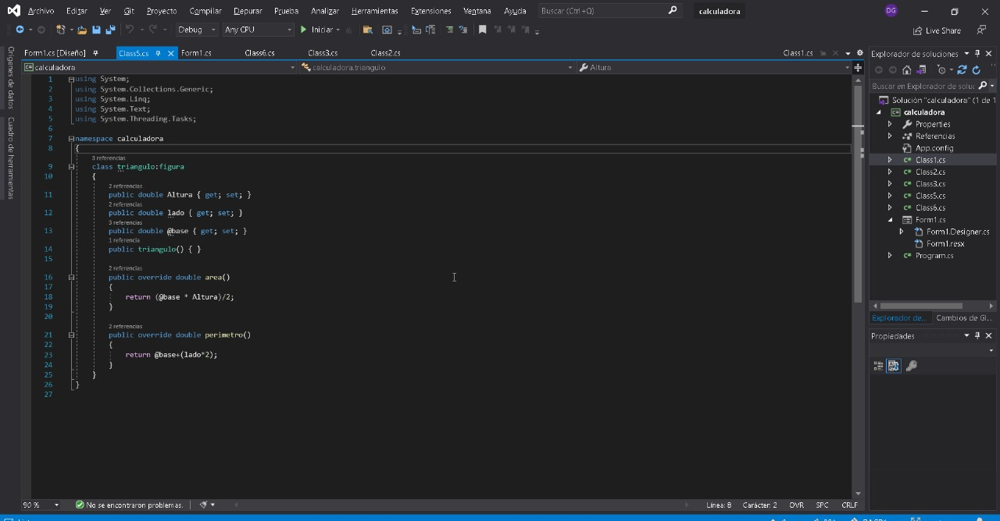 Archivo Editar Ver Git Proyecto Compilar Depurar Prueba Analizar Herramientas Extensiones Ventana Ayuda Buscar (Ctrl+Q) calculadora DG
Debug Any CPU Iniciar Live Share
Orígenes de datos
Cuadro de herramientas
Form1.cs [Diseño] Class5.cs Form1.cs Class6.cs Class3.cs Class2.cs Class1.cs
calculadora calculadora.triangulo Altura
1 using System;
2 using System.Collections.Generic;
3 using System.Linq;
4 using System.Text;
5 using System.Threading.Tasks;
6
7 namespace calculadora
8 {
3 referencias
9 class triangulo:figura
10 {
2 referencias
11 public double Altura { get; set; }
2 referencias
12 public double lado { get; set; }
3 referencias
13 public double @base { get; set; }
1 referencia
14 public triangulo() { }
15
2 referencias
16 public override double area()
17 {
18 return (@base * Altura)/2;
19 }
20
2 referencias
21 public override double perimetro()
22 {
23 return @base+(lado*2);
24 }
25 }
26 }
27
90 % No se encontraron problemas. Línea: 8 Carácter: 2 OVR SPC CRLF
Explorador de soluciones
Buscar en Explorador de soluc
Solución "calculadora" (1 de 1
calculadora
Properties
Referencias
App.config
Class1.cs
Class2.cs
Class3.cs
Class5.cs
Class6.cs
Form1.cs
Form1.Designer.cs
Form1.resx
Program.cs
Explorador de... Cambios de GI...
Propiedades